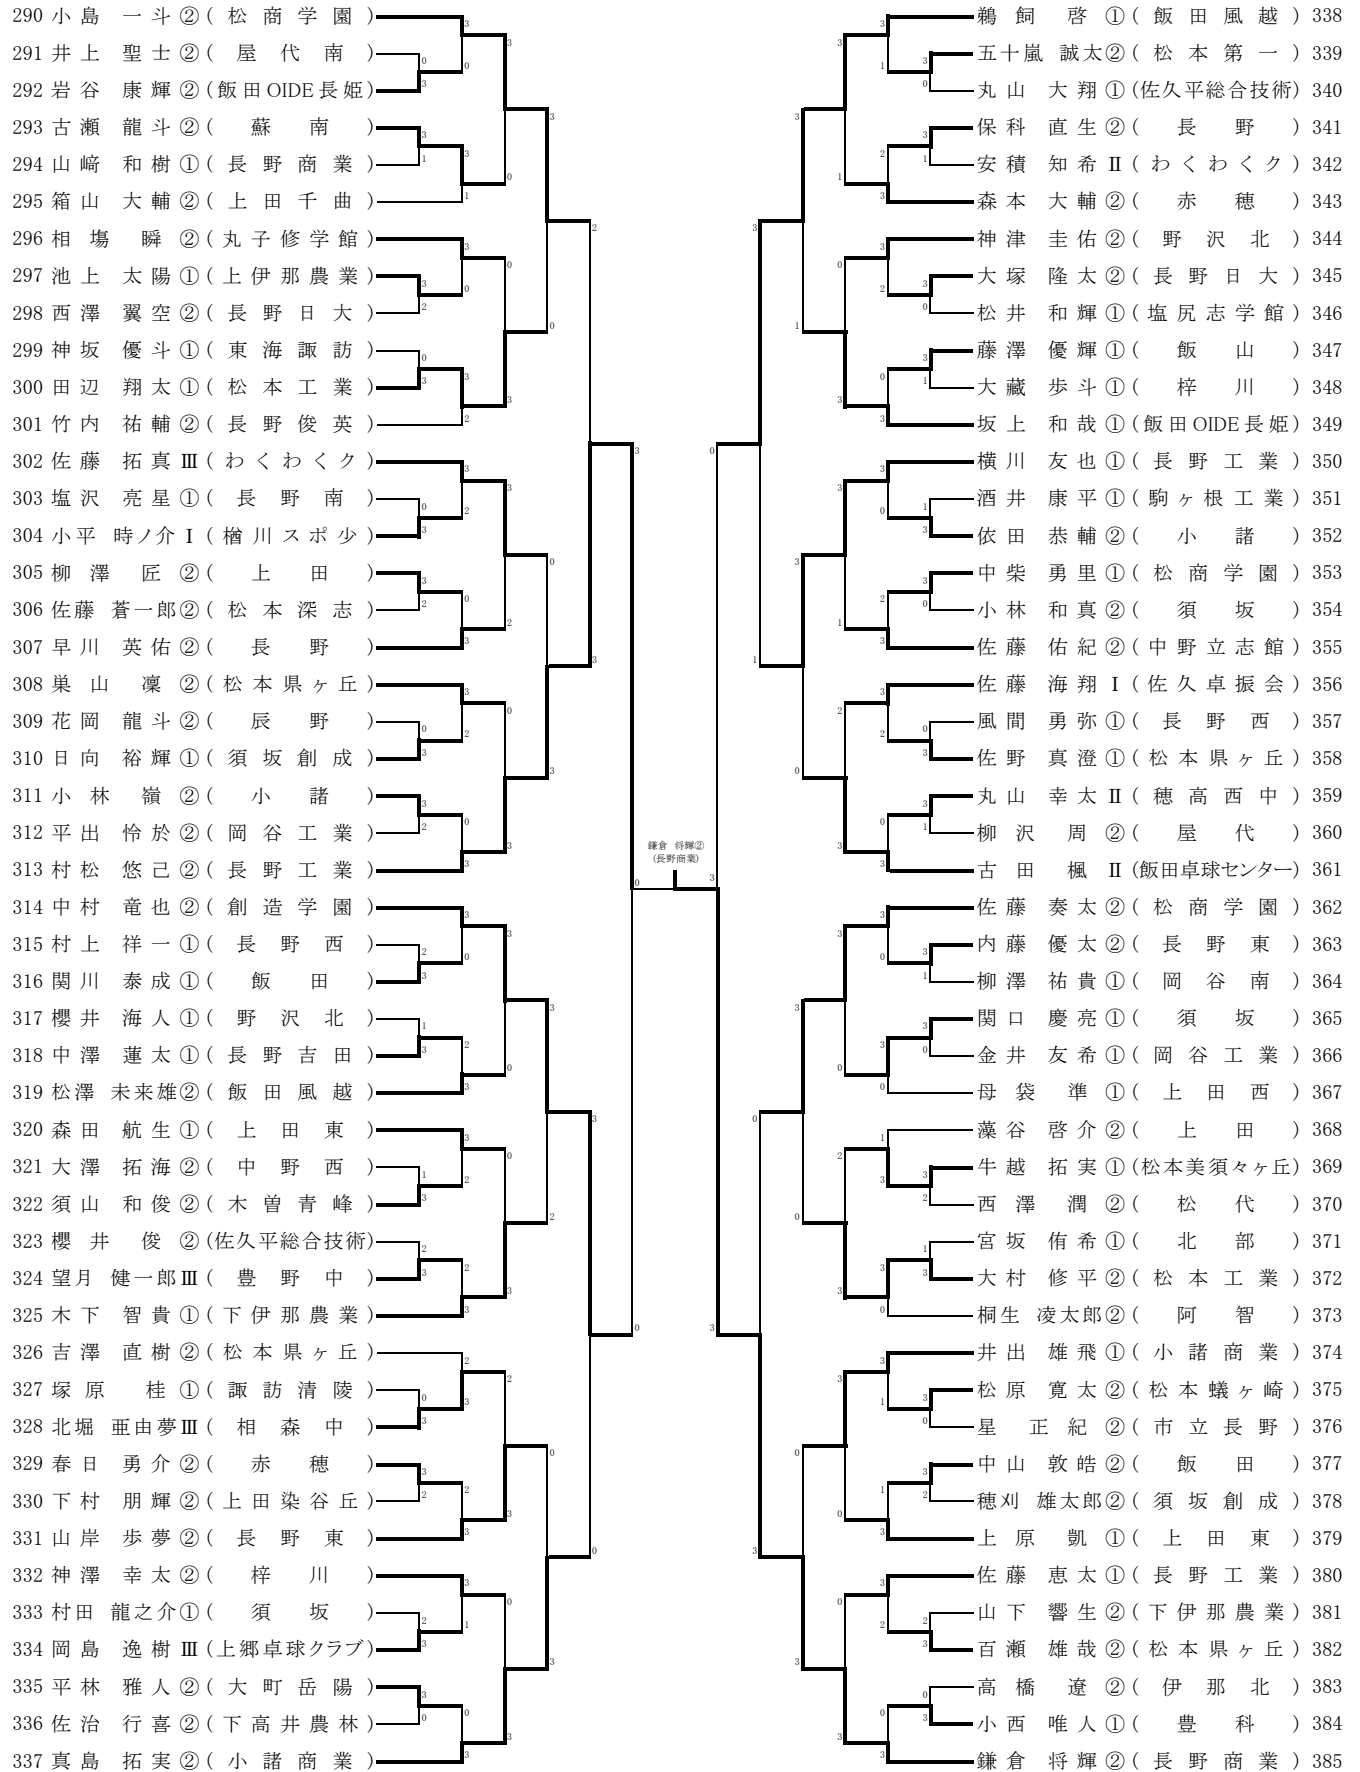 290 小島 一斗②(松商学園)
291 井上 聖士②(屋代南)
292 岩谷 康輝②(飯田OIDE長姫)
293 古瀬 龍斗②(蘇南)
294 山﨑 和樹①(長野商業)
295 箱山 大輔②(上田千曲)
296 相塲 瞬②(丸子修学館)
297 池上 太陽①(上伊那農業)
298 西澤 翼空②(長野日大)
299 神坂 優斗①(東海諏訪)
300 田辺 翔太①(松本工業)
301 竹内 祐輔②(長野俊英)
302 佐藤 拓真Ⅲ(わくわくク)
303 塩沢 亮星①(長野南)
304 小平 時ノ介Ⅰ(楢川スポ少)
305 柳澤 匠②(上田)
306 佐藤 蒼一郎②(松本深志)
307 早川 英佑②(長野)
308 巣山 凜②(松本県ヶ丘)
309 花岡 龍斗②(辰野)
310 日向 裕輝①(須坂創成)
311 小林 嶺②(小諸)
312 平出 怜於②(岡谷工業)
313 村松 悠己②(長野工業)
314 中村 竜也②(創造学園)
315 村上 祥一①(長野西)
316 関川 泰成①(飯田)
317 櫻井 海人①(野沢北)
318 中澤 蓮太①(長野吉田)
319 松澤 未来雄②(飯田風越)
320 森田 航生①(上田東)
321 大澤 拓海②(中野西)
322 須山 和俊②(木曽青峰)
323 櫻井 俊②(佐久平総合技術)
324 望月 健一郎Ⅲ(豊野中)
325 木下 智貴①(下伊那農業)
326 吉澤 直樹②(松本県ヶ丘)
327 塚原 桂①(諏訪清陵)
328 北堀 亜由夢Ⅲ(相森中)
329 春日 勇介②(赤穂)
330 下村 朋輝②(上田染谷丘)
331 山岸 歩夢②(長野東)
332 神澤 幸太②(梓川)
333 村田 龍之介①(須坂)
334 岡島 逸樹Ⅲ(上郷卓球クラブ)
335 平林 雅人②(大町岳陽)
336 佐治 行喜②(下高井農林)
337 真島 拓実②(小諸商業)
鎌倉 将輝②
(長野商業)
鵜飼 啓①(飯田風越) 338
五十嵐 誠太②(松本第一) 339
丸山 大翔①(佐久平総合技術) 340
保科 直生②(長野) 341
安積 知希Ⅱ(わくわくク) 342
森本 大輔②(赤穂) 343
神津 圭佑②(野沢北) 344
大塚 隆太②(長野日大) 345
松井 和輝①(塩尻志学館) 346
藤澤 優輝①(飯山) 347
大蔵 歩斗①(梓川) 348
坂上 和哉①(飯田OIDE長姫) 349
横川 友也①(長野工業) 350
酒井 康平①(駒ヶ根工業) 351
依田 恭輔②(小諸) 352
中柴 勇里①(松商学園) 353
小林 和真②(須坂) 354
佐藤 佑紀②(中野立志館) 355
佐藤 海翔Ⅰ(佐久卓振会) 356
風間 勇弥①(長野西) 357
佐野 真澄①(松本県ヶ丘) 358
丸山 幸太Ⅱ(穂高西中) 359
柳沢 周②(屋代) 360
古田 楓Ⅱ(飯田卓球センター) 361
佐藤 奏太②(松商学園) 362
内藤 優太②(長野東) 363
柳澤 祐貴①(岡谷南) 364
関口 慶亮①(須坂) 365
金井 友希①(岡谷工業) 366
母袋 準①(上田西) 367
藻谷 啓介②(上田) 368
牛越 拓実①(松本美須々ヶ丘) 369
西澤 潤②(松代) 370
宮坂 侑希①(北部) 371
大村 修平②(松本工業) 372
桐生 凌太郎②(阿智) 373
井出 雄飛①(小諸商業) 374
松原 寛太②(松本蟻ヶ崎) 375
星 正紀②(市立長野) 376
中山 敦皓②(飯田) 377
穂刈 雄太郎②(須坂創成) 378
上原 凱①(上田東) 379
佐藤 恵太①(長野工業) 380
山下 響生②(下伊那農業) 381
百瀬 雄哉②(松本県ヶ丘) 382
高橋 遼②(伊那北) 383
小西 唯人①(豊科) 384
鎌倉 将輝②(長野商業) 385